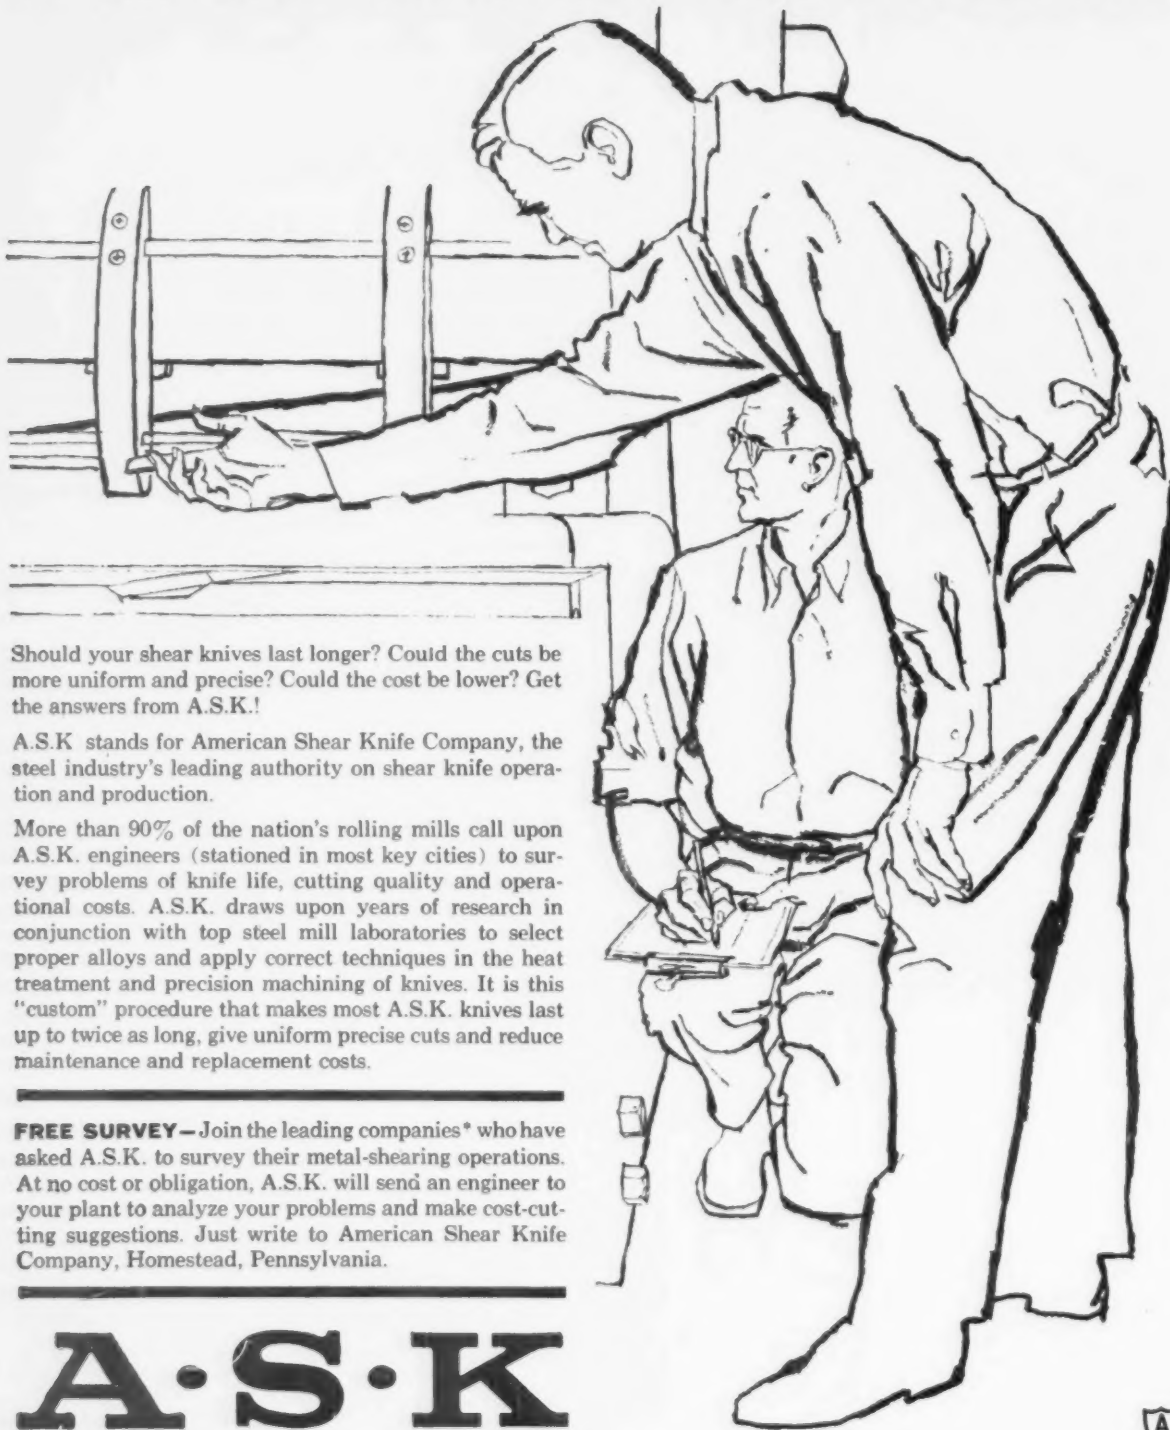 Should your shear knives last longer? Could the cuts be
more uniform and precise? Could the cost be lower? Get
the answers from A.S.K.!
A.S.K stands for American Shear Knife Company, the
steel industry's leading authority on shear knife opera-
tion and production.
More than 90% of the nation's rolling mills call upon
A.S.K. engineers (stationed in most key cities) to sur-
vey problems of knife life, cutting quality and opera-
tional costs. A.S.K. draws upon years of research in
conjunction with top steel mill laboratories to select
proper alloys and apply correct techniques in the heat
treatment and precision machining of knives. It is this
"custom" procedure that makes most A.S.K. knives last
up to twice as long, give uniform precise cuts and reduce
maintenance and replacement costs.
FREE SURVEY—Join the leading companies* who have
asked A.S.K. to survey their metal-shearing operations.
At no cost or obligation, A.S.K. will send an engineer to
your plant to analyze your problems and make cost-cut-
ting suggestions. Just write to American Shear Knife
Company, Homestead, Pennsylvania.
A·S·K
A